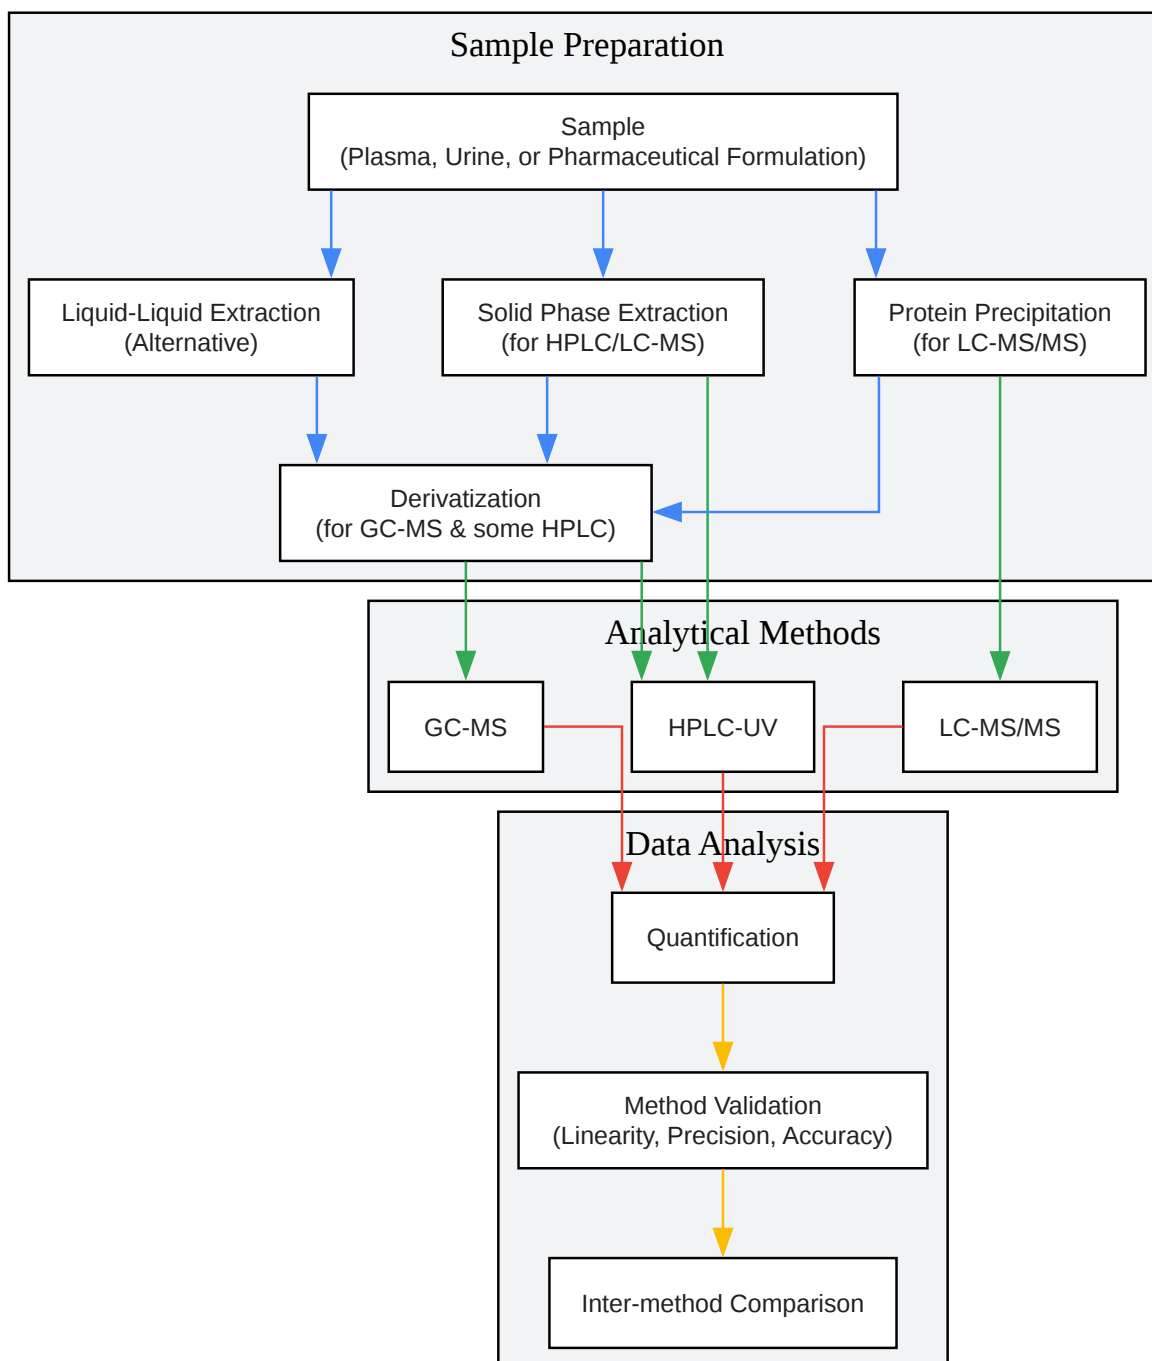 Sample Preparation
Sample
(Plasma, Urine, or Pharmaceutical Formulation)
Liquid-Liquid Extraction
(Alternative)
Solid Phase Extraction
(for HPLC/LC-MS)
Protein Precipitation
(for LC-MS/MS)
Derivatization
(for GC-MS & some HPLC)
Analytical Methods
GC-MS
HPLC-UV
LC-MS/MS
Data Analysis
Quantification
Method Validation
(Linearity, Precision, Accuracy)
Inter-method Comparison